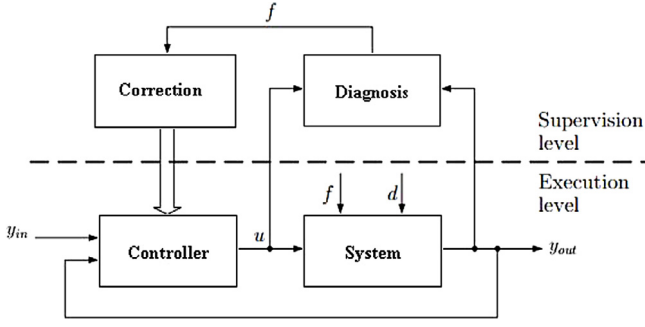 f
Correction
Diagnosis
Supervision
level
Execution
level
f
d
y_in
Controller
u
System
y_out